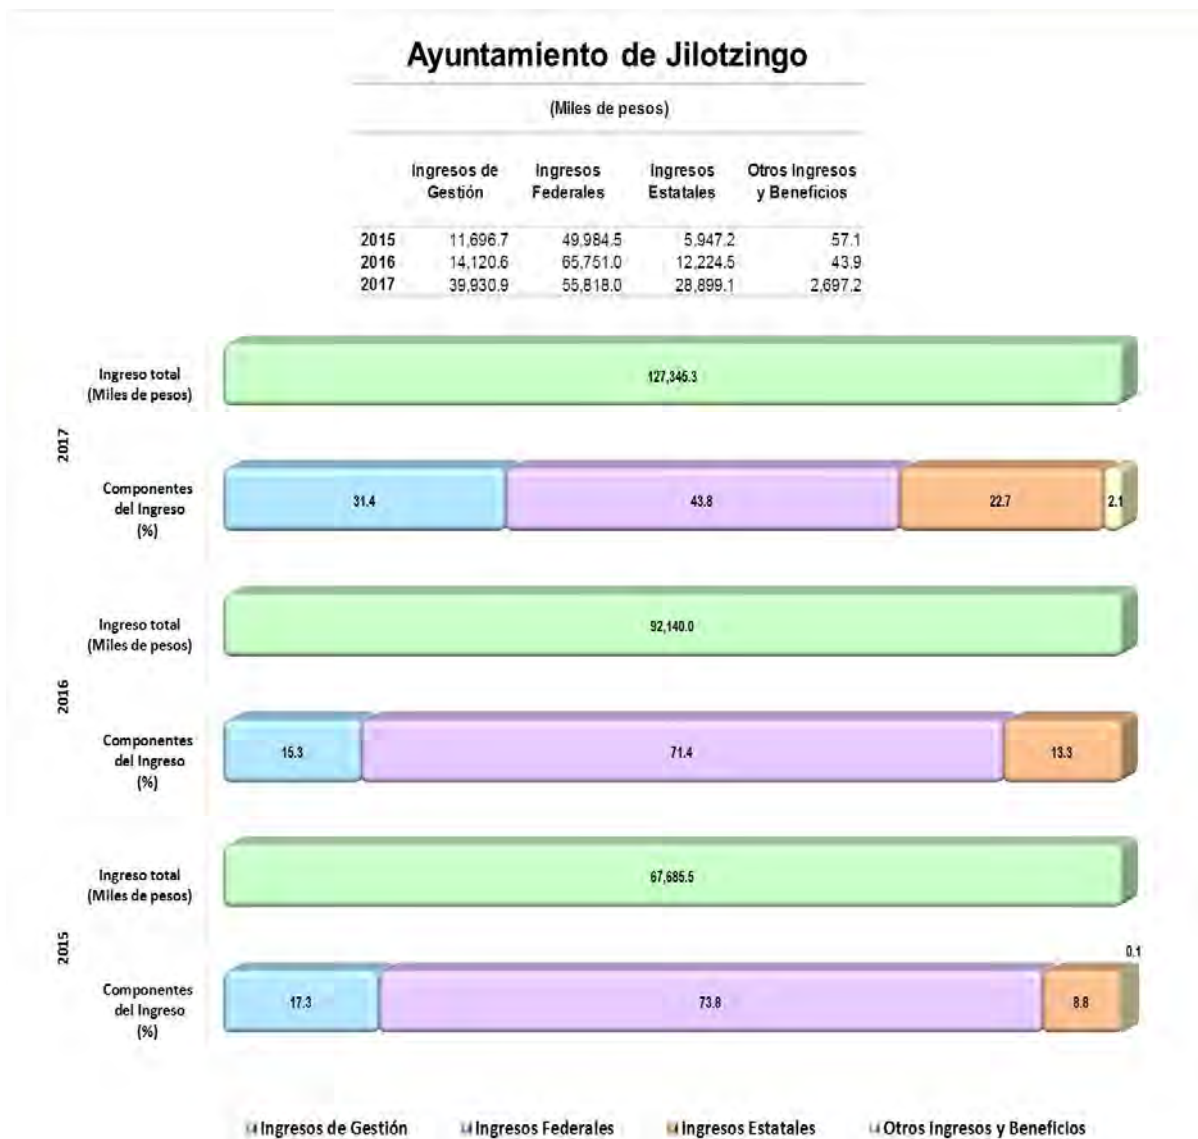 Ayuntamiento de Jilotzingo
(Miles de pesos)
Ingresos de Gestión Ingresos Federales Ingresos Estatales Otros Ingresos y Beneficios
2015 11,696.7 49,984.5 5,947.2 57.1
2016 14,120.6 65,751.0 12,224.5 43.9
2017 39,930.9 55,818.0 28,899.1 2,697.2
2017
Ingreso total
(Miles de pesos)
127,345.3
Componentes
del Ingreso
(%)
31.4 43.8 22.7 2.1
2016
Ingreso total
(Miles de pesos)
92,140.0
Componentes
del Ingreso
(%)
15.3 71.4 13.3
2015
Ingreso total
(Miles de pesos)
67,685.5
0.1
Componentes
del Ingreso
(%)
17.3 73.8 8.8
Ingresos de Gestión Ingresos Federales Ingresos Estatales Otros Ingresos y Beneficios